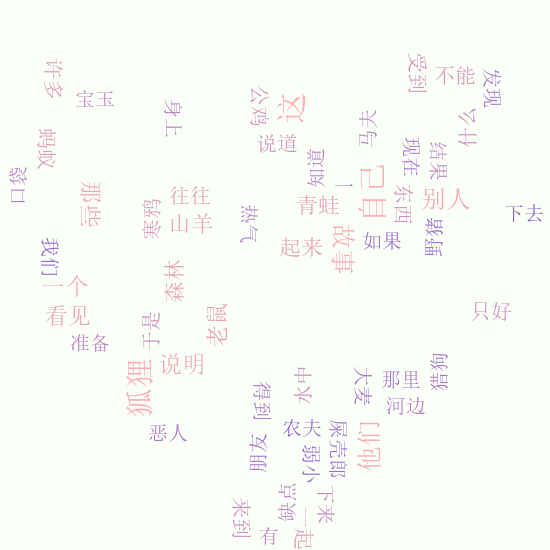 受到
许多
不能
发现
宝玉
公鸡
这
身上
马夫
什么
蚂蚁
说道
知道
现在
结果
袋口
那些
往往
寒鸦
山羊
热气
一
青蛙
自己
东西
别人
下去
我们
起来
故事
如果
野猪
一个
森林
看见
只好
准备
于是
老鼠
狐狸
说明
水中
大麦
那里
猎狗
得到
河边
恶人
朋友
农夫
弱小
屎壳郎
他们
缺点
下来
来到
有
一起